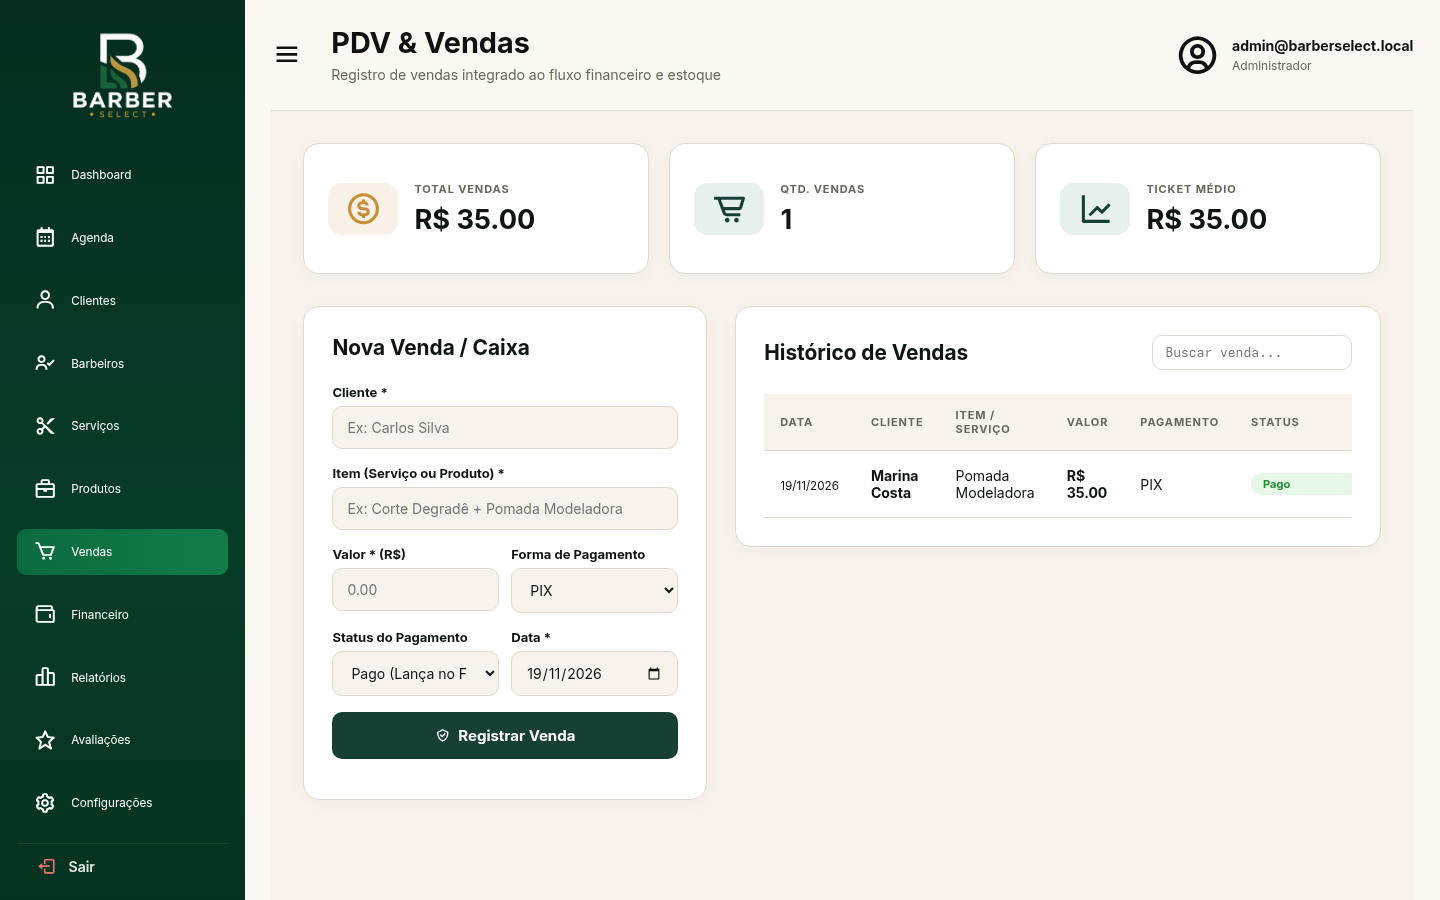 BARBER
• SELECT •
Dashboard
Agenda
Clientes
Barbeiros
Serviços
Produtos
Vendas
Financeiro
Relatórios
Avaliações
Configurações
Sair
PDV & Vendas
Registro de vendas integrado ao fluxo financeiro e estoque
admin@barberselect.local
Administrador
TOTAL VENDAS
R$ 35.00
QTD. VENDAS
1
TICKET MÉDIO
R$ 35.00
Nova Venda / Caixa
Cliente *
Ex: Carlos Silva
Item (Serviço ou Produto) *
Ex: Corte Degradê + Pomada Modeladora
Valor * (R$)
Forma de Pagamento
0.00
PIX
Status do Pagamento
Data *
Pago (Lança no F
19/11/2026
Registrar Venda
Histórico de Vendas
Buscar venda...
DATA CLIENTE ITEM / SERVIÇO VALOR PAGAMENTO STATUS
19/11/2026 Marina Costa Pomada Modeladora R$ 35.00 PIX Pago